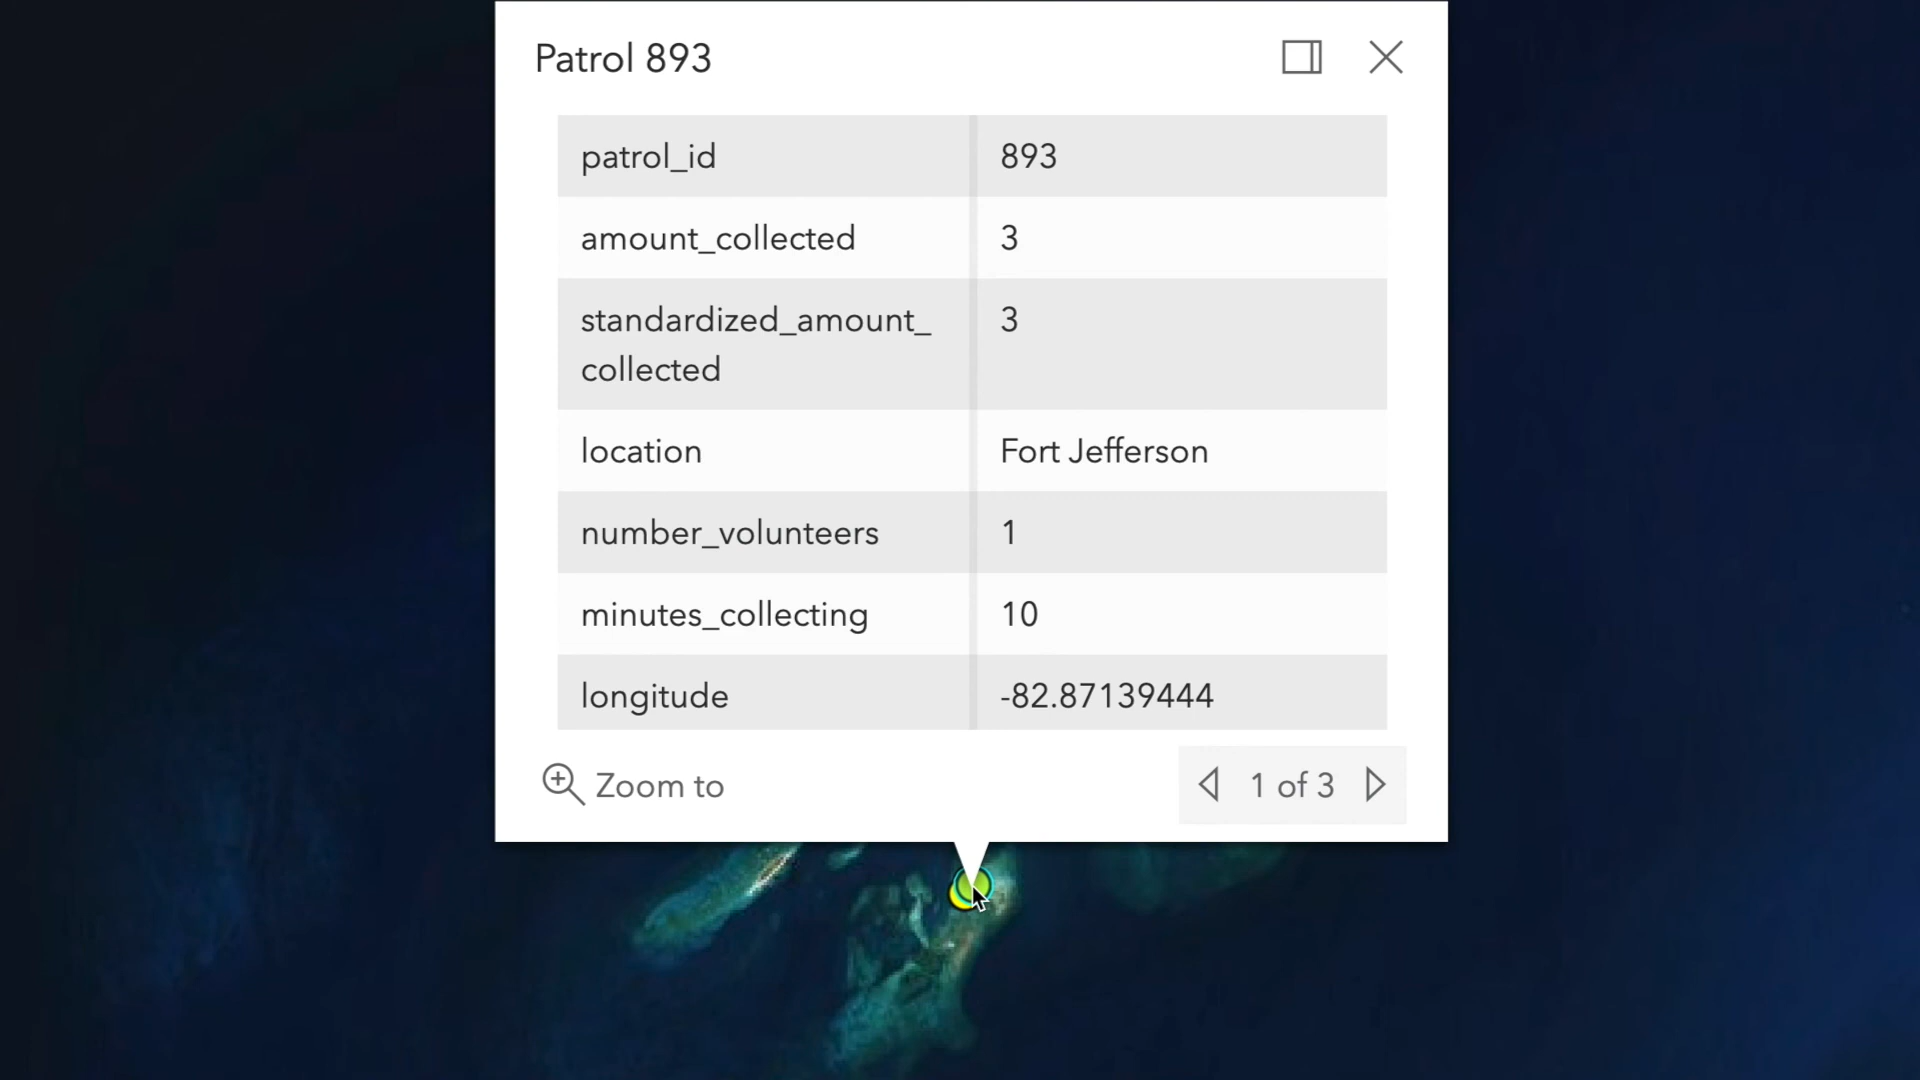 Patrol 893
patrol_id 893
amount_collected 3
standardized_amount_ 3
collected
location Fort Jefferson
number_volunteers 1
minutes_collecting 10
longitude -82.87139444
Zoom to 1 of 3